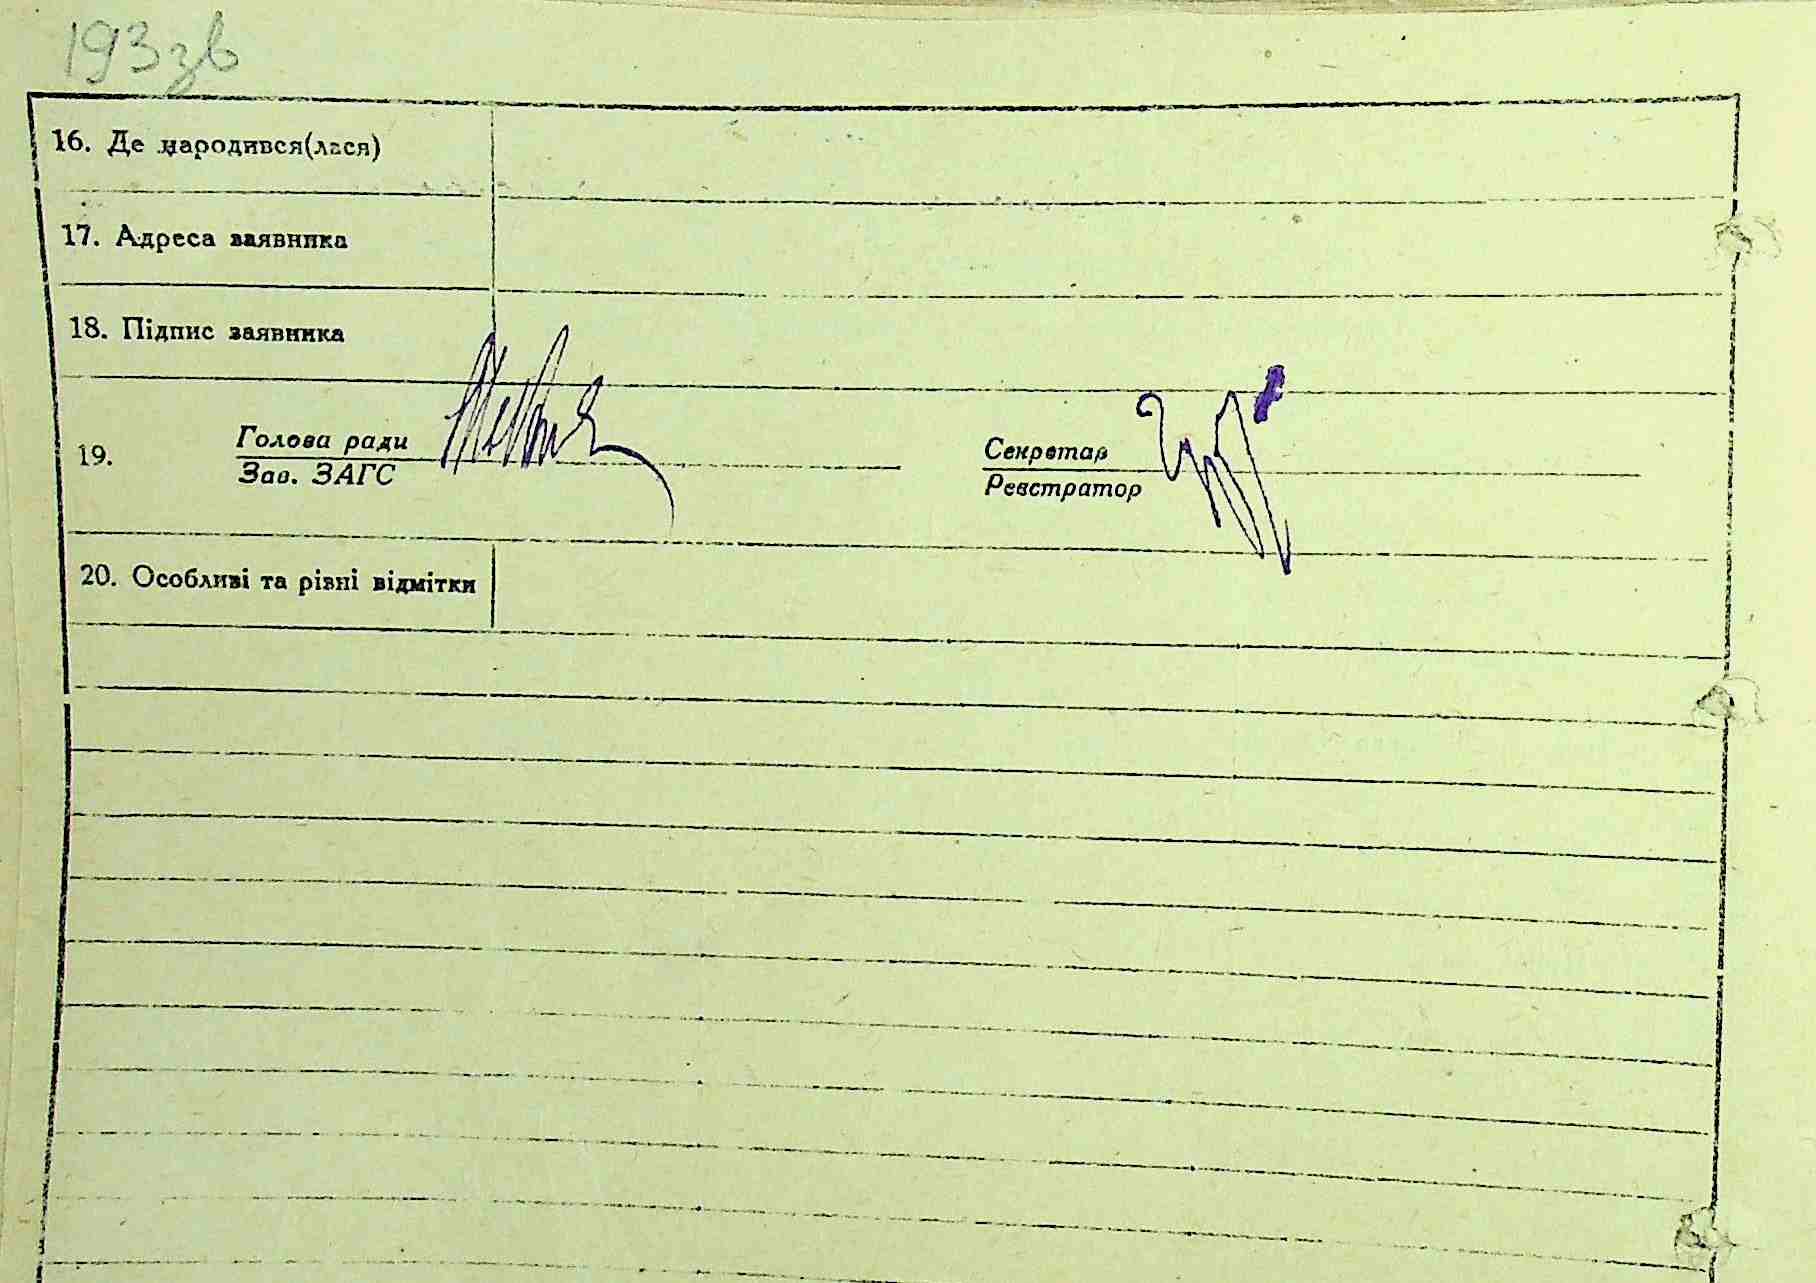 193зв
16. Де народився(лася)
17. Адреса заявника
18. Підпис заявника
19.
Голова ради
Зав. ЗАГС
Секретар
Реєстратор
20. Особливі та різні відмітки